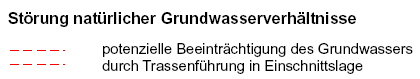 Störung natürlicher Grundwasserverhältnisse
potenzielle Beeinträchtigung des Grundwassers
durch Trassenführung in Einschnittslage